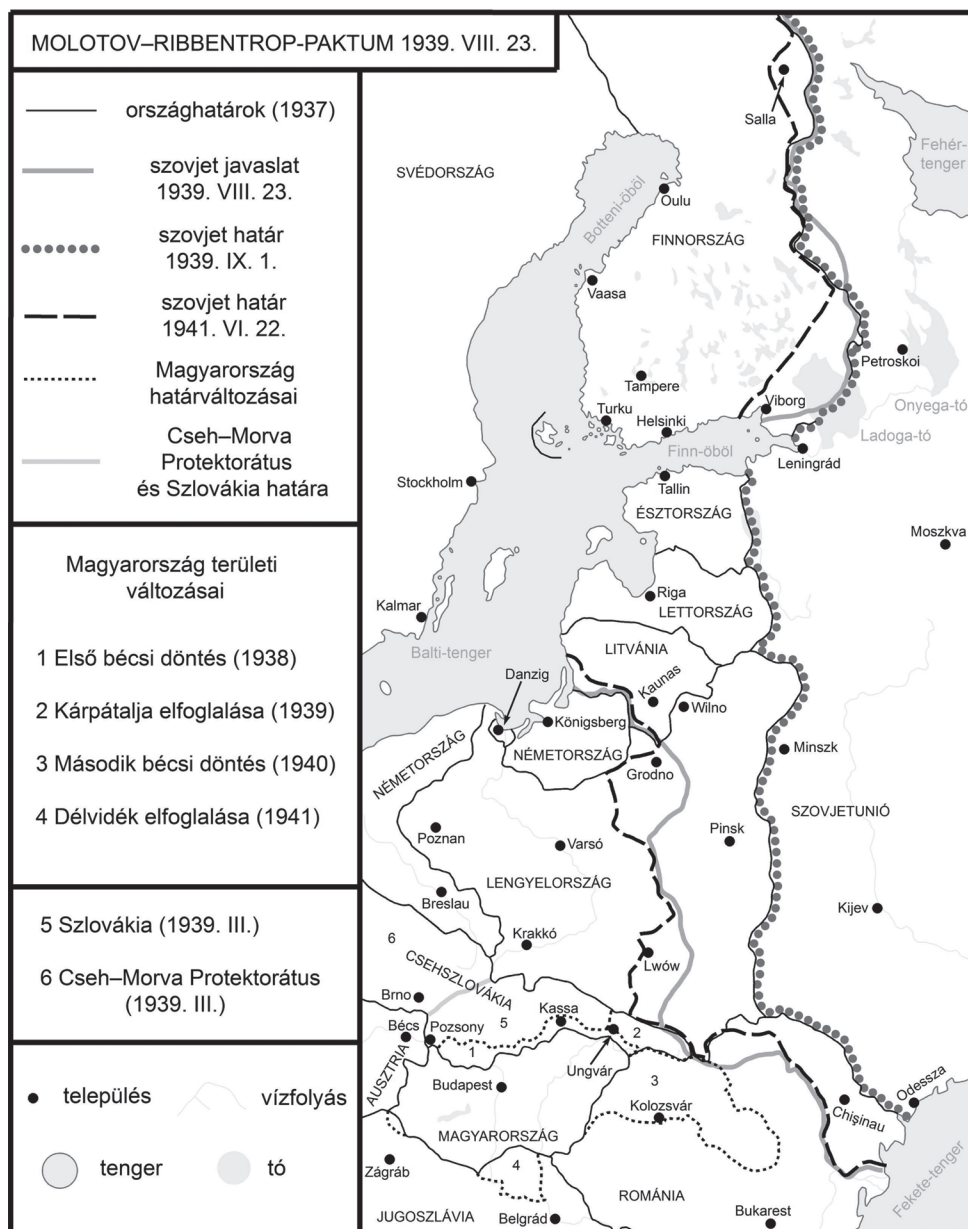 MOLOTOV–RIBBENTROP-PAKTUM 1939. VIII. 23.
országhatárok (1937)
szovjet javaslat
1939. VIII. 23.
szovjet határ
1939. IX. 1.
szovjet határ
1941. VI. 22.
Magyarország
határváltozásai
Cseh–Morva
Protektorátus
és Szlovákia határa
Magyarország területi
változásai
1 Első bécsi döntés (1938)
2 Kárpátalja elfoglalása (1939)
3 Második bécsi döntés (1940)
4 Délvidék elfoglalása (1941)
5 Szlovákia (1939. III.)
6 Cseh–Morva Protektorátus
(1939. III.)
település
vízfolyás
tenger
tó
Salla
Fehér-
tenger
SVÉDORSZÁG
Botteni-öböl
Oulu
FINNORSZÁG
Vaasa
Petroskoi
Tampere
Onyega-tó
Turku
Helsinki
Viborg
Ladoga-tó
Finn-öböl
Leningrád
Stockholm
Tallin
ÉSZTORSZÁG
Moszkva
Riga
LETTORSZÁG
Kalmar
Balti-tenger
LITVÁNIA
Danzig
Kaunas
Wilno
Königsberg
NÉMETORSZÁG
NÉMETORSZÁG
Grodno
Minszk
SZOVJETUNIÓ
Poznan
Varsó
Pinsk
LENGYELORSZÁG
Breslau
Kijev
Krakkó
6
Lwów
CSEHSZLOVÁKIA
Brno
Kassa
5
Bécs
Pozsony
1
2
AUSZTRIA
Ungvár
Budapest
3
Kolozsvár
Chişinau
Odessza
MAGYARORSZÁG
4
Zágráb
ROMÁNIA
Fekete-tenger
JUGOSZLÁVIA
Belgrád
Bukarest